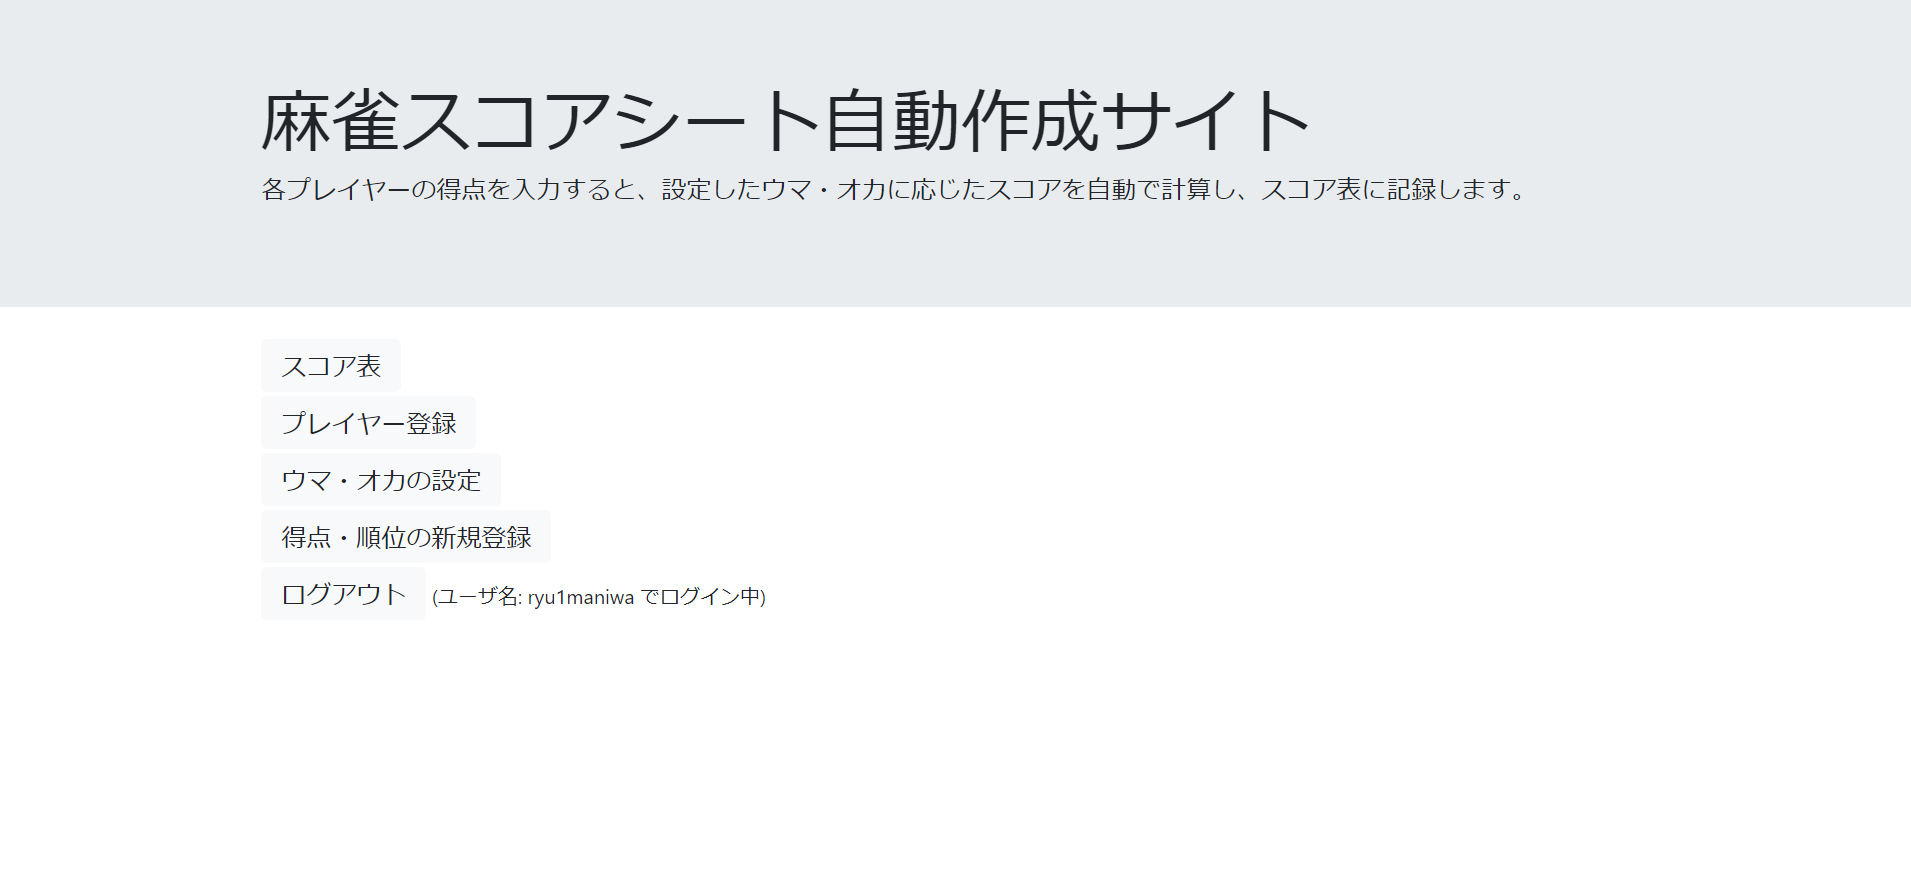 麻雀スコアシート自動作成サイト
各プレイヤーの得点を入力すると、設定したウマ・オカに応じたスコアを自動で計算し、スコア表に記録します。
スコア表
プレイヤー登録
ウマ・オカの設定
得点・順位の新規登録
ログアウト (ユーザ名: ryu1maniwa でログイン中)